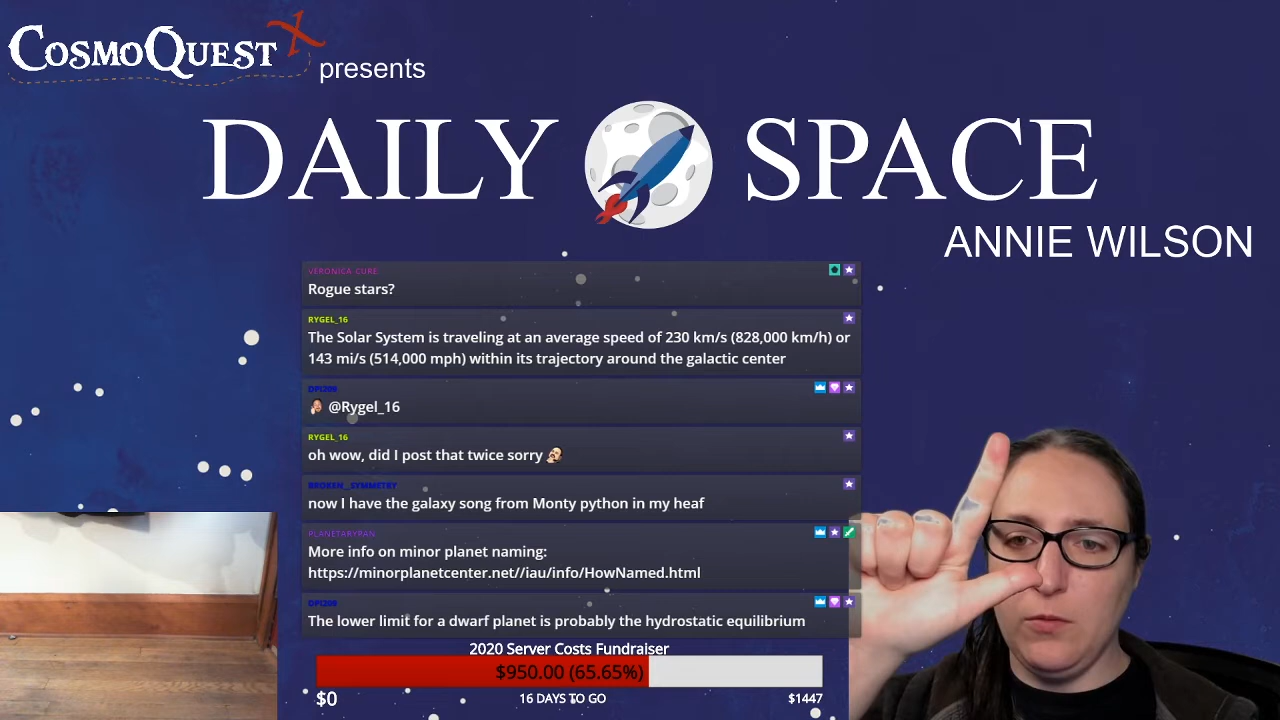 COSMOQUEST X
presents
DAILY SPACE
ANNIE WILSON
VERONICA CURE
Rogue stars?
RYGEL_16
The Solar System is traveling at an average speed of 230 km/s (828,000 km/h) or
143 mi/s (514,000 mph) within its trajectory around the galactic center
DPI209
@Rygel_16
RYGEL_16
oh wow, did I post that twice sorry
BROKEN_SYMMETRY
now I have the galaxy song from Monty python in my heaf
PLANETARYPAN
More info on minor planet naming:
https://minorplanetcenter.net//iau/info/HowNamed.html
DPI209
The lower limit for a dwarf planet is probably the hydrostatic equilibrium
2020 Server Costs Fundraiser
$950.00 (65.65%)
$0
16 DAYS TO GO
$1447